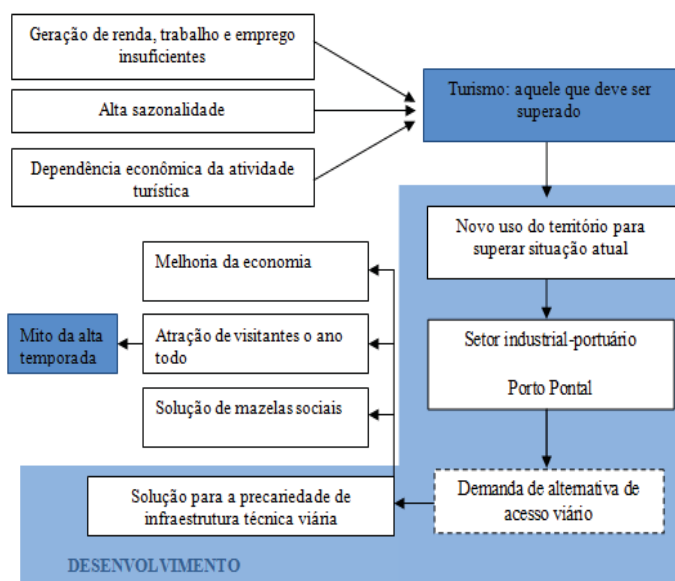 Geração de renda, trabalho e emprego
insuficientes
Alta sazonalidade
Dependência econômica da atividade
turística
Turismo: aquele que deve ser
superado
Novo uso do território para
superar situação atual
Setor industrial-portuário
Porto Pontal
Demanda de alternativa de
acesso viário
Solução para a precariedade de
infraestrutura técnica viária
Melhoria da economia
Atração de visitantes o ano
todo
Solução de mazelas sociais
Mito da alta
temporada
DESENVOLVIMENTO